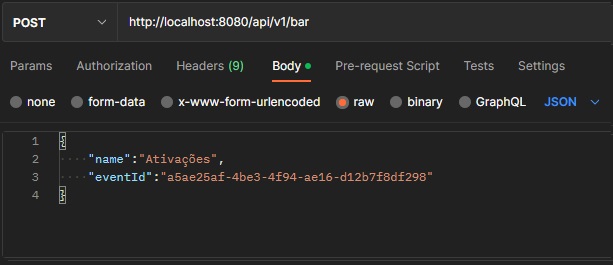 POST http://localhost:8080/api/v1/bar
Params Authorization Headers (9) Body Pre-request Script Tests Settings
none form-data x-www-form-urlencoded raw binary GraphQL JSON
1 {
2 "name":"Ativações",
3 "eventId":"a5ae25af-4be3-4f94-ae16-d12b7f8df298"
4 }